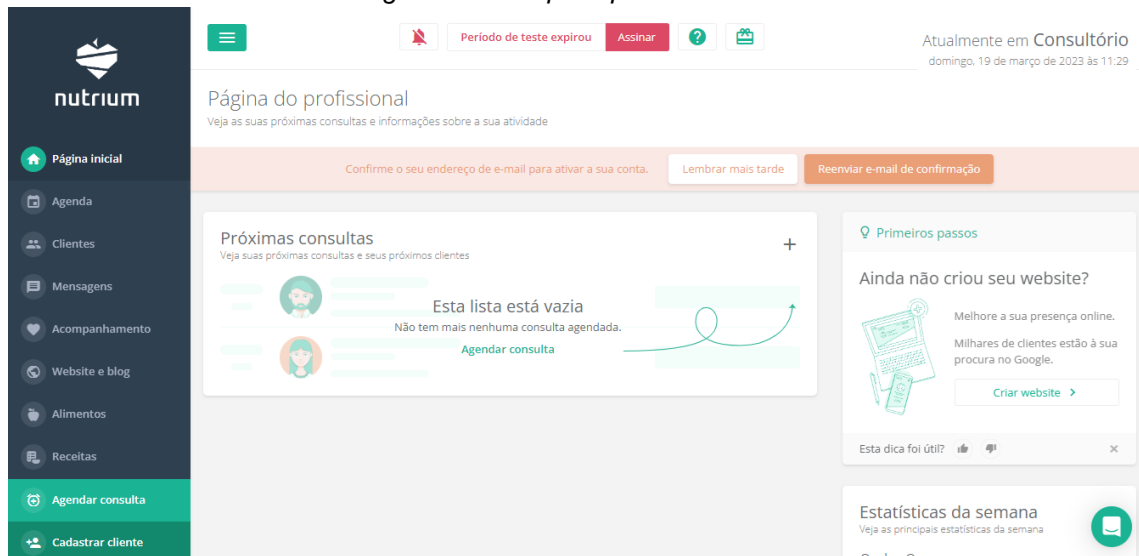 nutrium
Página inicial
Agenda
Clientes
Mensagens
Acompanhamento
Website e blog
Alimentos
Receitas
Agendar consulta
Cadastrar cliente
Período de teste expirou Assinar
Atualmente em Consultório
domingo, 19 de março de 2023 às 11:29
Página do profissional
Veja as suas próximas consultas e informações sobre a sua atividade
Confirme o seu endereço de e-mail para ativar a sua conta. Lembrar mais tarde Reenviar e-mail de confirmação
Próximas consultas
Veja suas próximas consultas e seus próximos clientes
Esta lista está vazia
Não tem mais nenhuma consulta agendada.
Agendar consulta
Primeiros passos
Ainda não criou seu website?
Melhore a sua presença online.
Milhares de clientes estão à sua
procura no Google.
Criar website
Esta dica foi útil?
Estatísticas da semana
Veja as principais estatísticas da semana